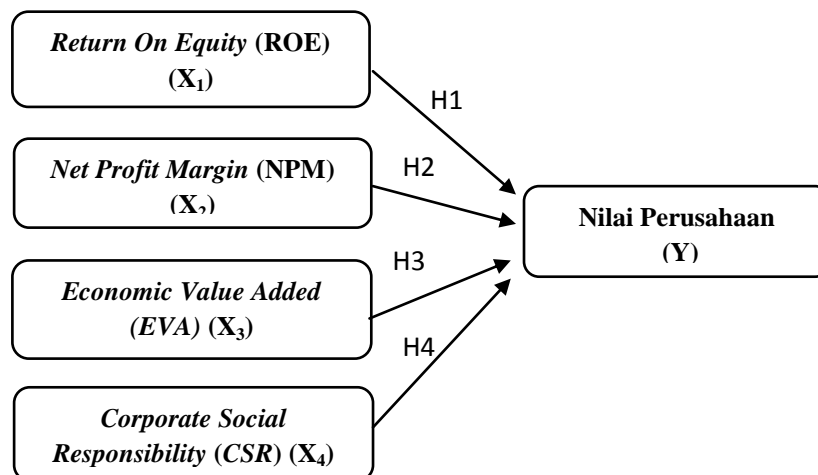 Return On Equity (ROE)
(X₁)
H1
Net Profit Margin (NPM)
(X₂)
H2
Nilai Perusahaan
(Y)
Economic Value Added
(EVA) (X₃)
H3
H4
Corporate Social
Responsibility (CSR) (X₄)